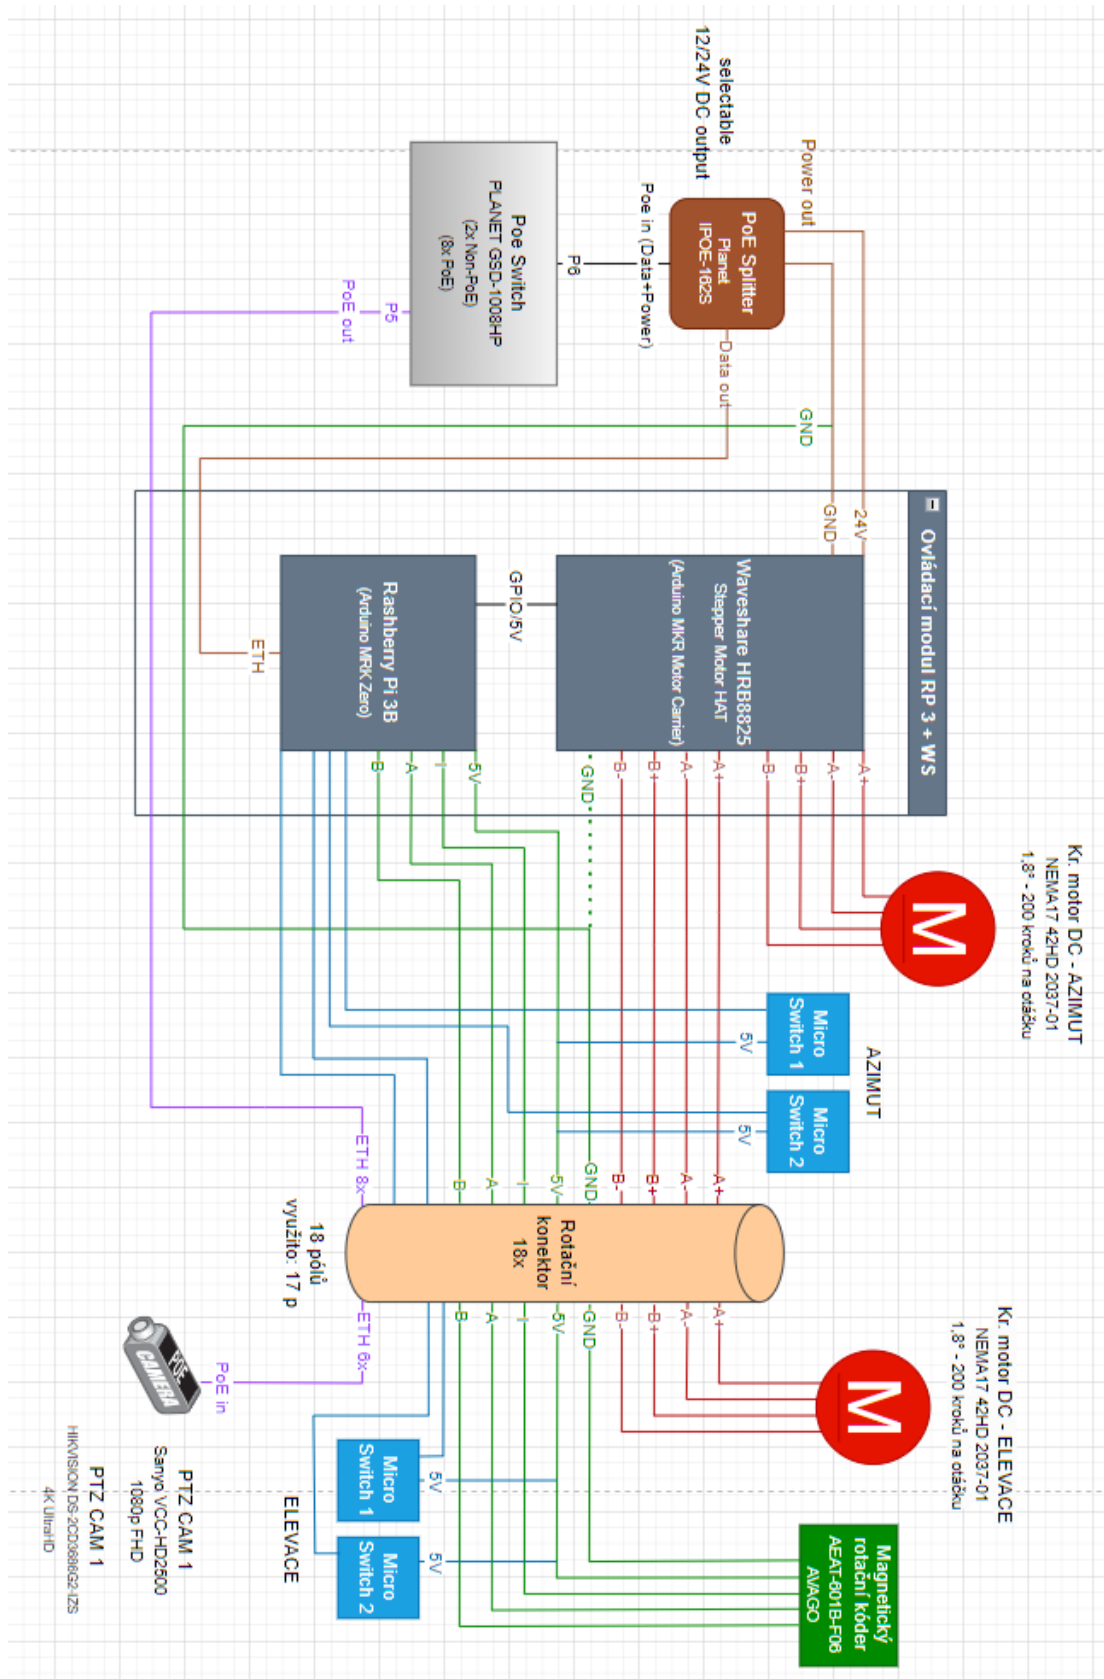 selectable
12/24V DC output
Power out
PoE Splitter
Planet
IPOE-162S
Poe in (Data+Power)
Data out
Poe Switch
PLANET GSD-1008HP
(2x Non-PoE)
(8x PoE)
P6
P5
PoE out
GND
Ovládací modul RP 3 + WS
24V
GND
Waveshare HRB8825
Stepper Motor HAT
(Arduino MKR Motor Carrier)
GPIO/5V
Rashberry Pi 3B
(Arduino MRK Zero)
ETH
A+
A-
B+
B-
A+
A-
B+
B-
GND
5V
I
A
B
Kr. motor DC - AZIMUT
NEMA17 42HD 2037-01
1,8° - 200 kroků na otáčku
M
AZIMUT
Micro
Switch 1
5V
Micro
Switch 2
5V
A+
A-
B+
B-
GND
5V
I
A
B
ETH 8x
Rotační
konektor
18x
18 pólů
využito: 17 p
A+
A-
B+
B-
GND
5V
I
A
B
ETH 6x
Kr. motor DC - ELEVACE
NEMA17 42HD 2037-01
1,8° - 200 kroků na otáčku
M
PoE in
POE
CAMERA
Micro
Switch 1
5V
Micro
Switch 2
5V
ELEVACE
Magnetický
rotační kóder
AEAT-601B-F06
AVAGO
PTZ CAM 1
Sanyo VCC-HD2500
1080p FHD
PTZ CAM 1
HIKVISION DS-2CD3686G2-IZS
4K UltraHD